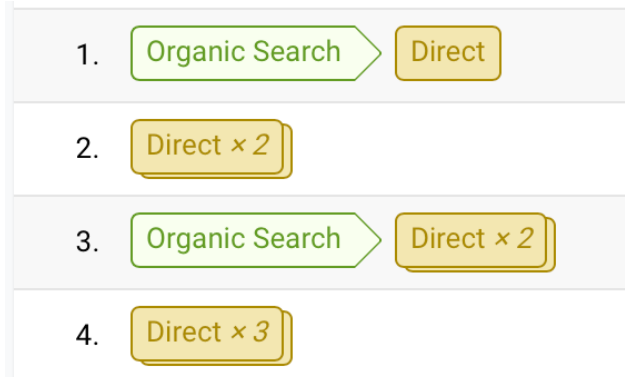 1. Organic Search Direct
2. Direct × 2
3. Organic Search Direct × 2
4. Direct × 3